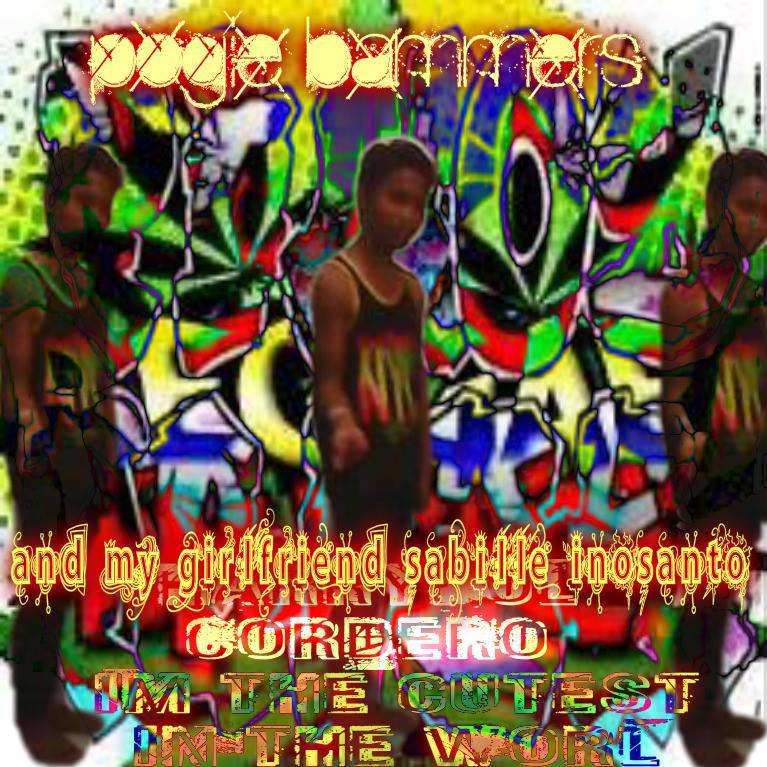 pogie bammers
and my girlfriend sabille inosanto
CORDERO
IM THE CUTEST
IN THE WORL